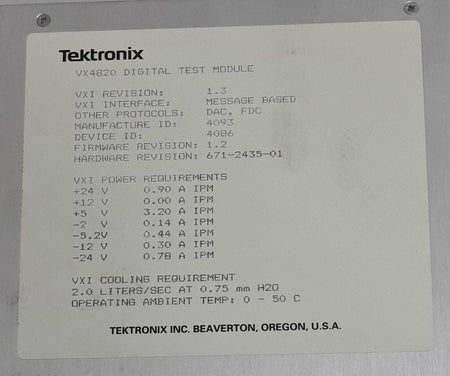 Tektronix
VX4820 DIGITAL TEST MODULE
VXI REVISION: 1.3
VXI INTERFACE: MESSAGE BASED
OTHER PROTOCOLS: DAC, FDC
MANUFACTURE ID: 4093
DEVICE ID: 4086
FIRMWARE REVISION: 1.2
HARDWARE REVISION: 671-2435-01
VXI POWER REQUIREMENTS
+24 V 0.90 A IPM
+12 V 0.00 A IPM
+5 V 3.20 A IPM
-2 V 0.14 A IPM
-5.2V 0.44 A IPM
-12 V 0.30 A IPM
-24 V 0.78 A IPM
VXI COOLING REQUIREMENT
2.0 LITERS/SEC AT 0.75 mm H2O
OPERATING AMBIENT TEMP: 0 - 50 C
TEKTRONIX INC. BEAVERTON, OREGON, U.S.A.